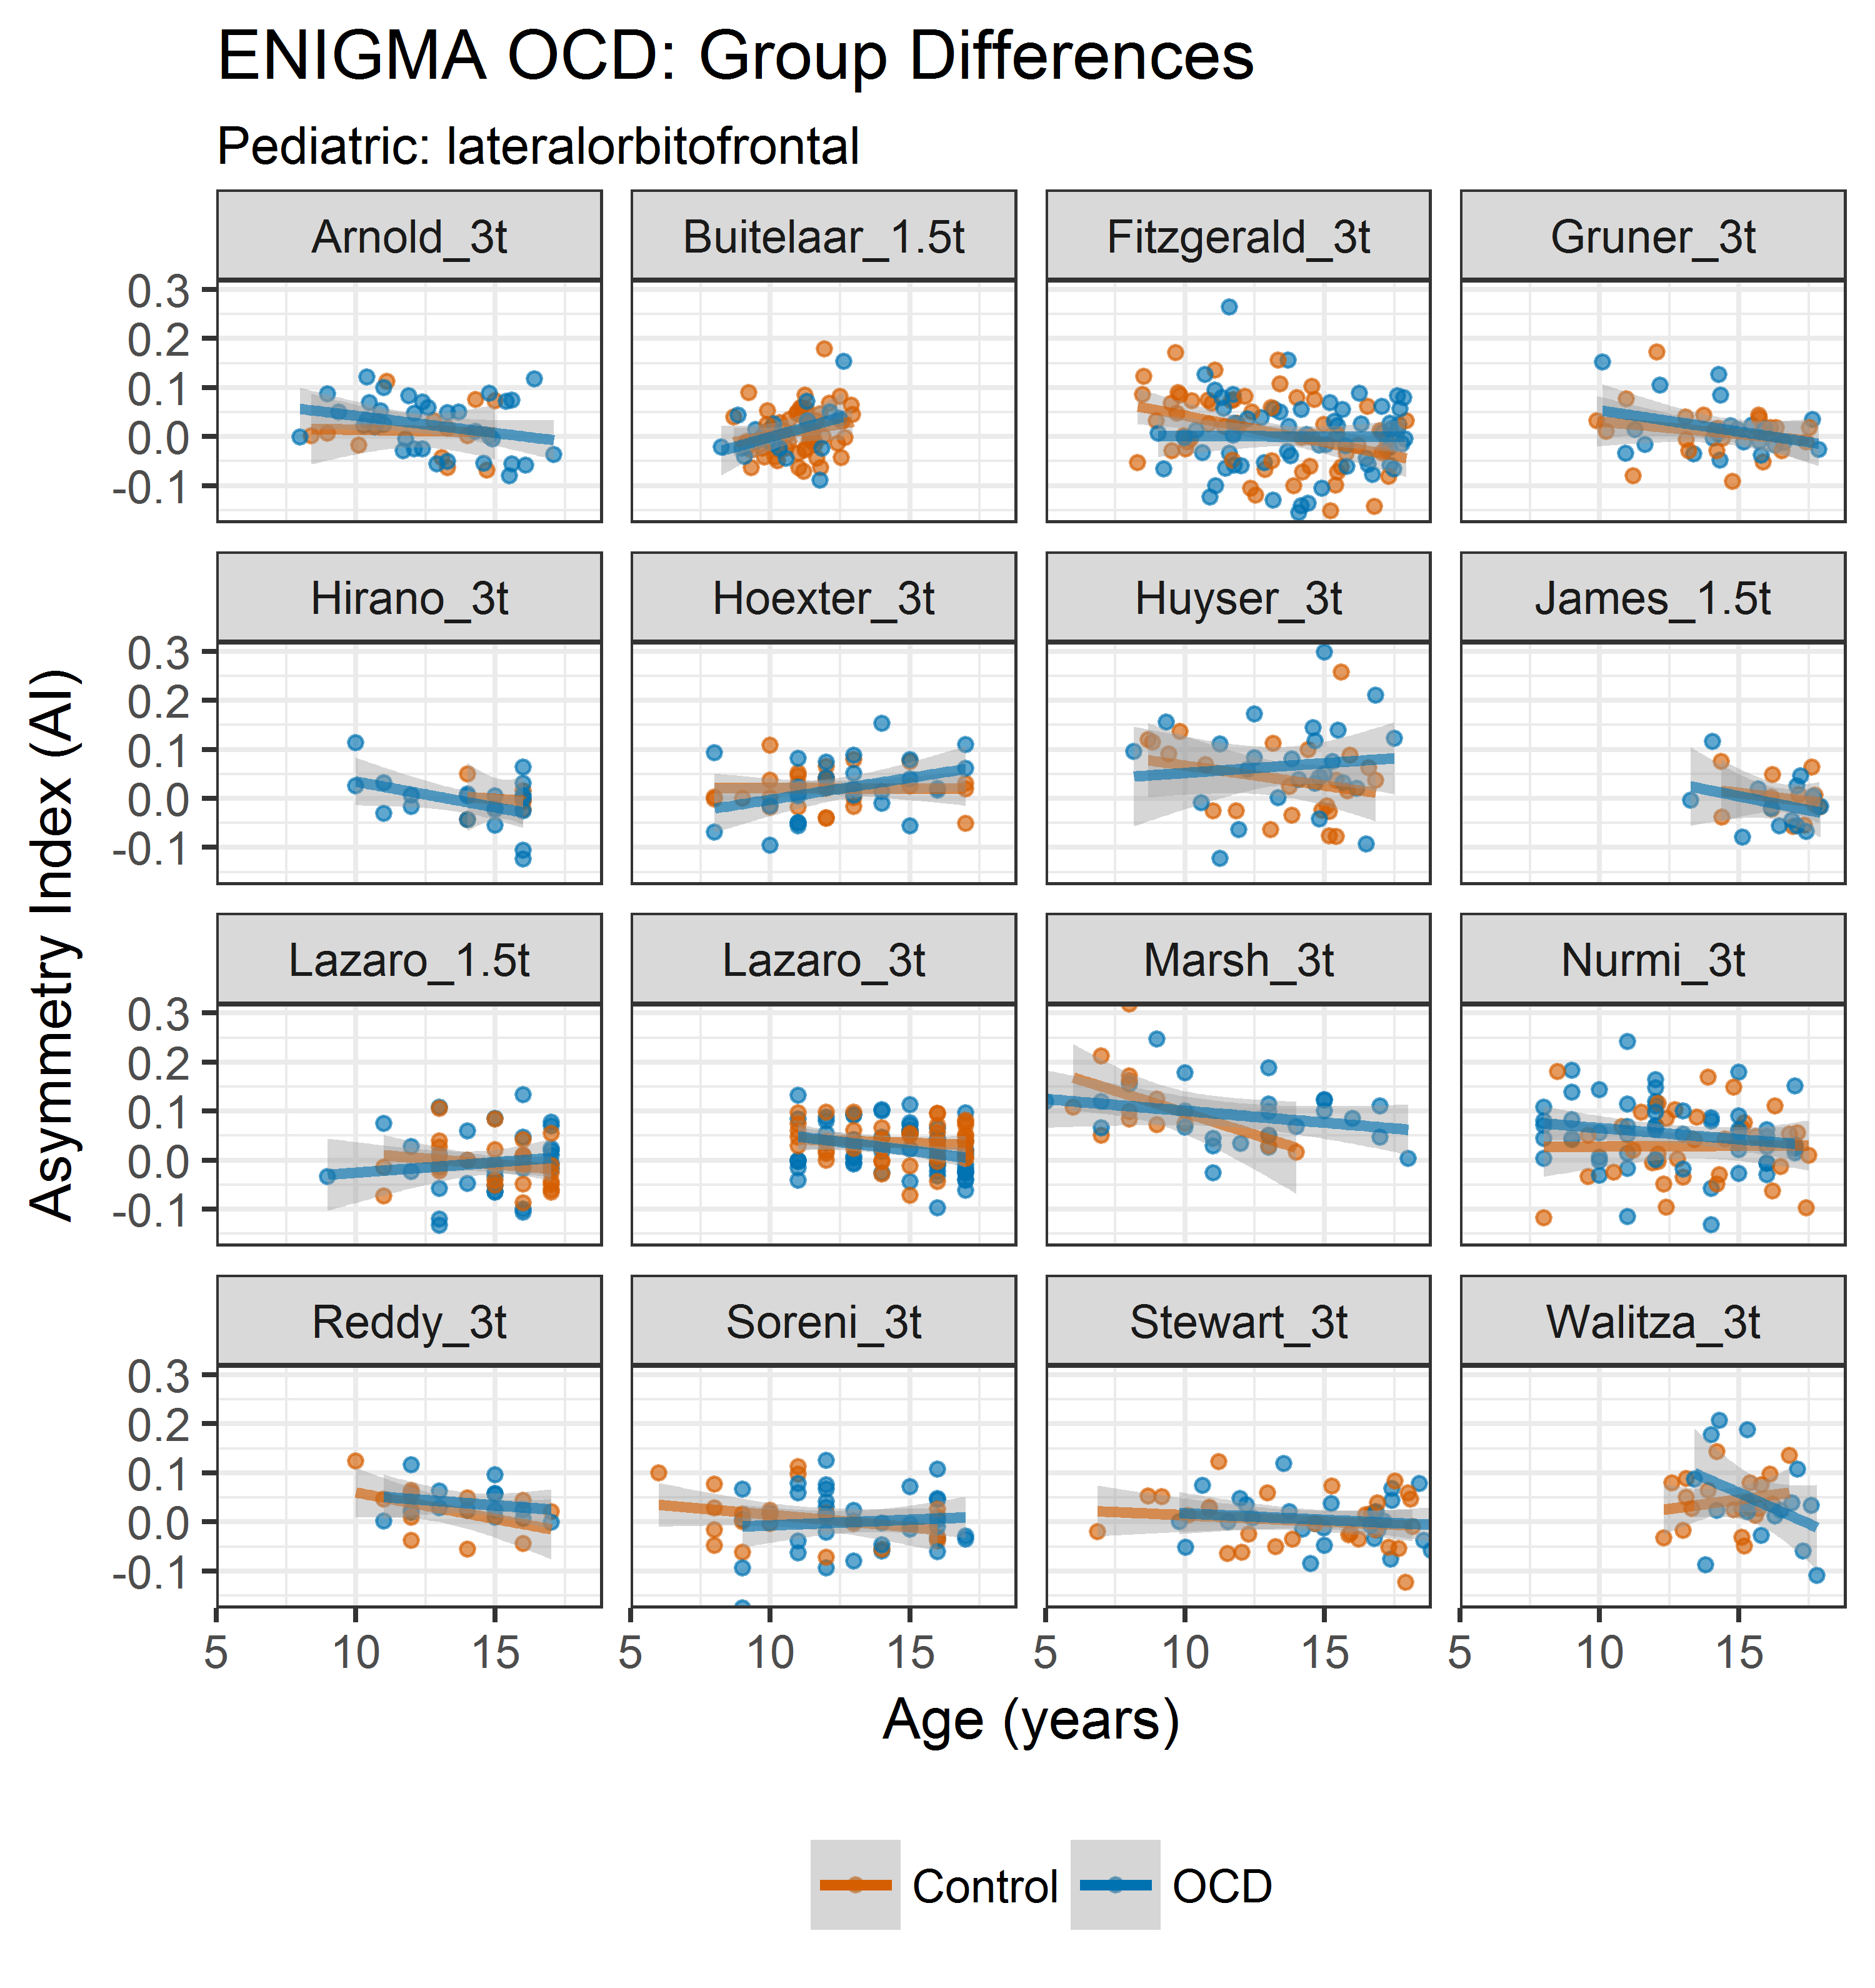 ENIGMA OCD: Group Differences
Pediatric: lateralorbitofrontal
Arnold_3t Buitelaar_1.5t Fitzgerald_3t Gruner_3t
0.3
0.2
0.1
0.0
-0.1
Hirano_3t Hoexter_3t Huyser_3t James_1.5t
0.3
0.2
0.1
0.0
-0.1
Asymmetry Index (AI)
Lazaro_1.5t Lazaro_3t Marsh_3t Nurmi_3t
0.3
0.2
0.1
0.0
-0.1
Reddy_3t Soreni_3t Stewart_3t Walitza_3t
0.3
0.2
0.1
0.0
-0.1
5 10 15 5 10 15 5 10 15 5 10 15
Age (years)
Control OCD